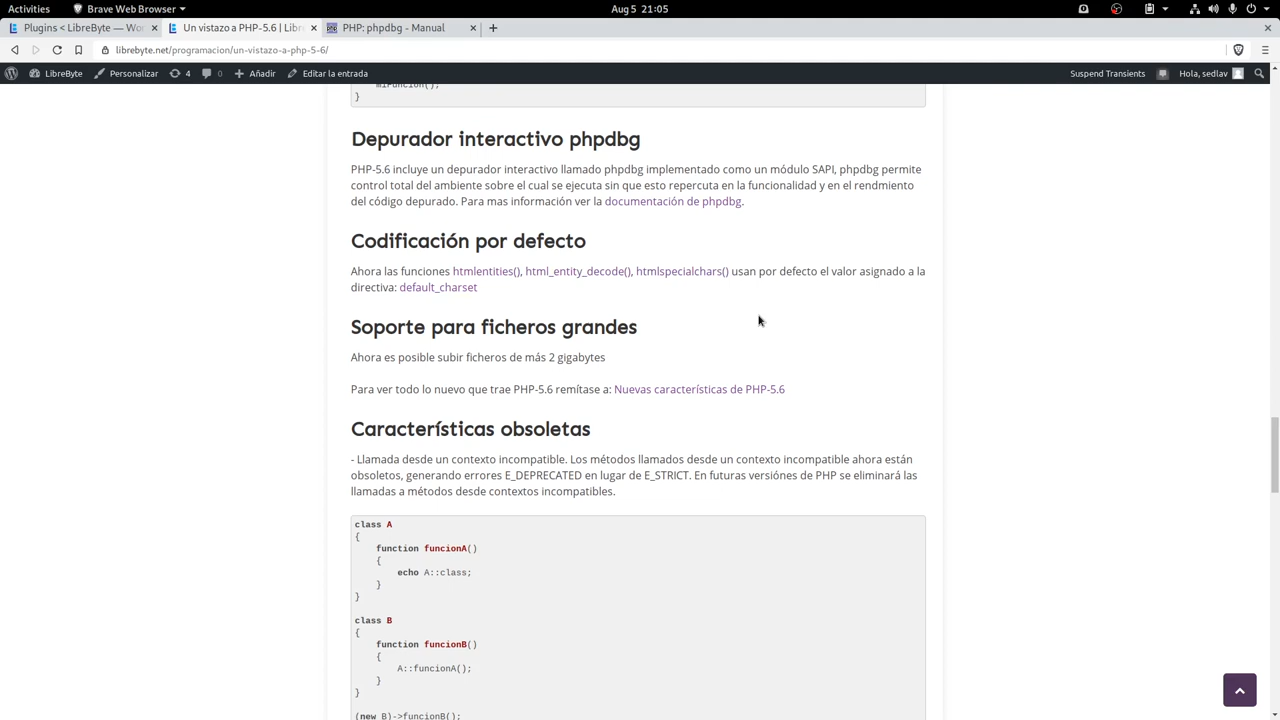 Activities
Brave Web Browser
Aug 5 21:05
Plugins < LibreByte — Wo
Un vistazo a PHP-5.6 | Libr
PHP: phpdbg - Manual
librebyte.net/programacion/un-vistazo-a-php-5-6/
LibreByte
Personalizar
4
0
Añadir
Editar la entrada
Suspend Transients
Hola, sedlav
miFuncion();
}
Depurador interactivo phpdbg
PHP-5.6 incluye un depurador interactivo llamado phpdbg implementado como un módulo SAPI, phpdbg permite
control total del ambiente sobre el cual se ejecuta sin que esto repercuta en la funcionalidad y en el rendimiento
del código depurado. Para mas información ver la documentación de phpdbg.
Codificación por defecto
Ahora las funciones htmlentities(), html_entity_decode(), htmlspecialchars() usan por defecto el valor asignado a la
directiva: default_charset
Soporte para ficheros grandes
Ahora es posible subir ficheros de más 2 gigabytes
Para ver todo lo nuevo que trae PHP-5.6 remítase a: Nuevas características de PHP-5.6
Características obsoletas
- Llamada desde un contexto incompatible. Los métodos llamados desde un contexto incompatible ahora están
obsoletos, generando errores E_DEPRECATED en lugar de E_STRICT. En futuras versiónes de PHP se eliminará las
llamadas a métodos desde contextos incompatibles.
class A
{
function funcionA()
{
echo A::class;
}
}
class B
{
function funcionB()
{
A::funcionA();
}
}
(new B)->funcionB();